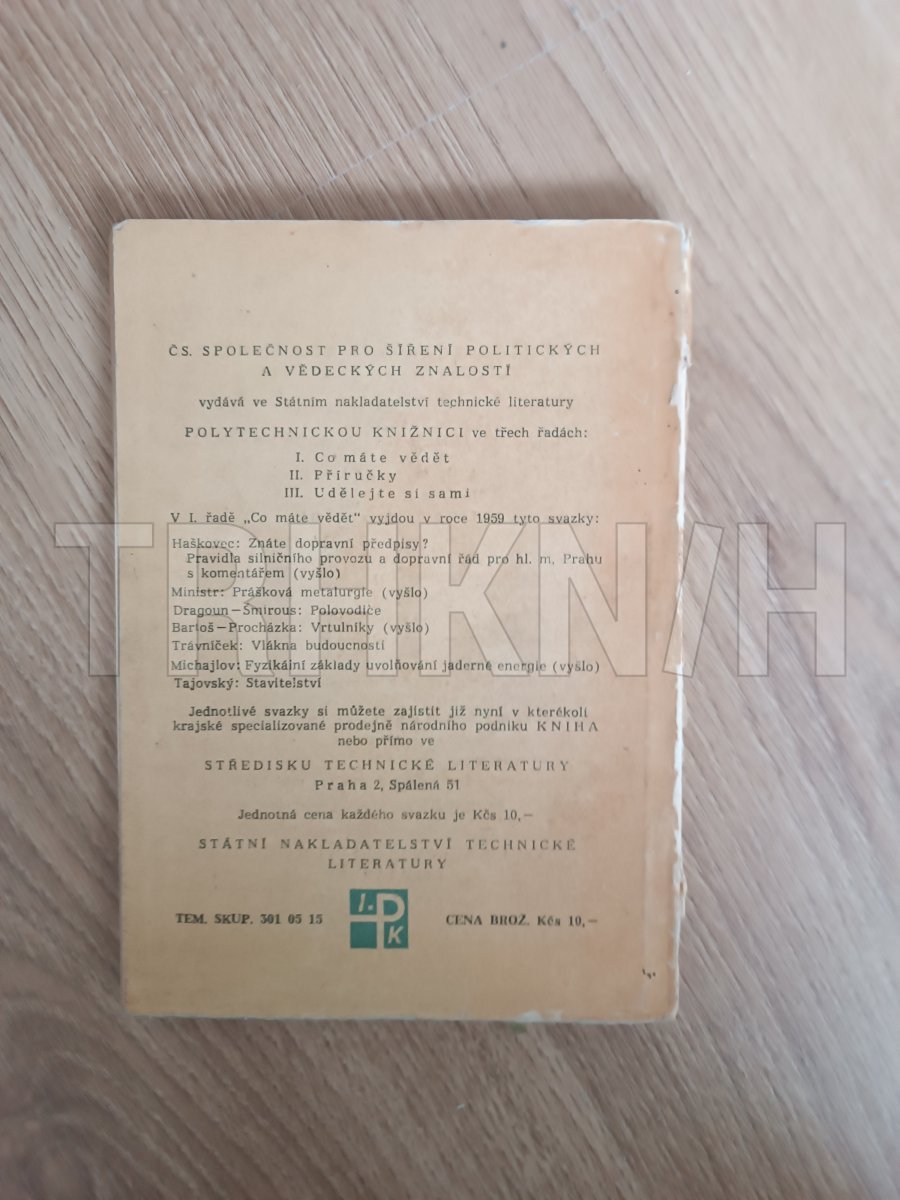 ČS. SPOLEČNOST PRO ŠÍŘENÍ POLITICKÝCH
A VĚDECKÝCH ZNALOSTÍ
vydává ve Státním nakladatelství technické literatury
POLYTECHNICKOU KNIŽNICI ve třech řadách:
I. Co máte vědět
II. Příručky
III. Udělejte si sami
V I. řadě „Co máte vědět" vyjdou v roce 1959 tyto svazky:
Haškovec: Znáte dopravní předpisy?
Pravidla silničního provozu a dopravní řád pro hl. m. Prahu
s komentářem (vyšlo)
Ministr: Prášková metalurgie (vyšlo)
Dragoun—Šmirous: Polovodiče
Bartoš—Procházka: Vrtulníky (vyšlo)
Trávníček: Vlákna budoucnosti
Michajlov: Fyzikální základy uvolňování jaderné energie (vyšlo)
Tajovský: Stavitelství
Jednotlivé svazky si můžete zajistit již nyní v kterékoli
krajské specializované prodejně národního podniku KNIHA
nebo přímo ve
STŘEDISKU TECHNICKÉ LITERATURY
Praha 2, Spálená 51
Jednotná cena každého svazku je Kčs 10,—
STÁTNÍ NAKLADATELSTVÍ TECHNICKÉ
LITERATURY
TEM. SKUP. 301 05 15
I. P
K
CENA BROŽ. Kčs 10,—